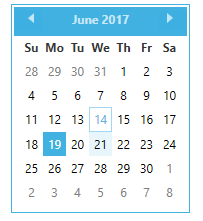 June 2017
Su Mo Tu We Th Fr Sa
28 29 30 31 1 2 3
4 5 6 7 8 9 10
11 12 13 14 15 16 17
18 19 20 21 22 23 24
25 26 27 28 29 30 1
2 3 4 5 6 7 8